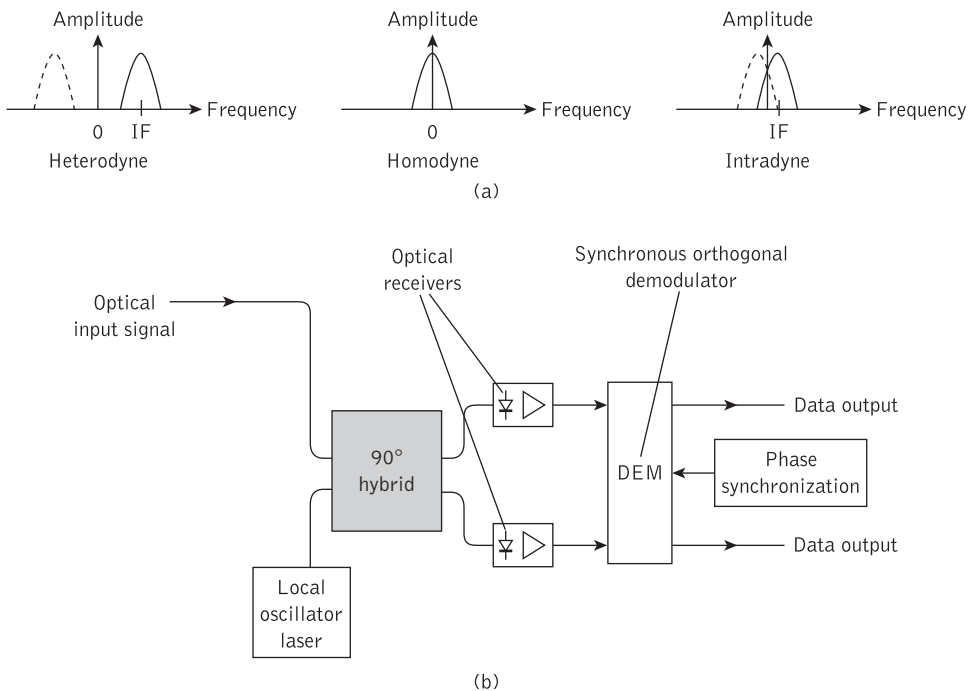 Amplitude
Frequency
0 IF
Heterodyne
Amplitude
Frequency
0
Homodyne
Amplitude
Frequency
IF
Intradyne
(a)
Optical
receivers
Synchronous orthogonal
demodulator
Optical
input signal
90°
hybrid
Local
oscillator
laser
DEM
Data output
Phase
synchronization
Data output
(b)